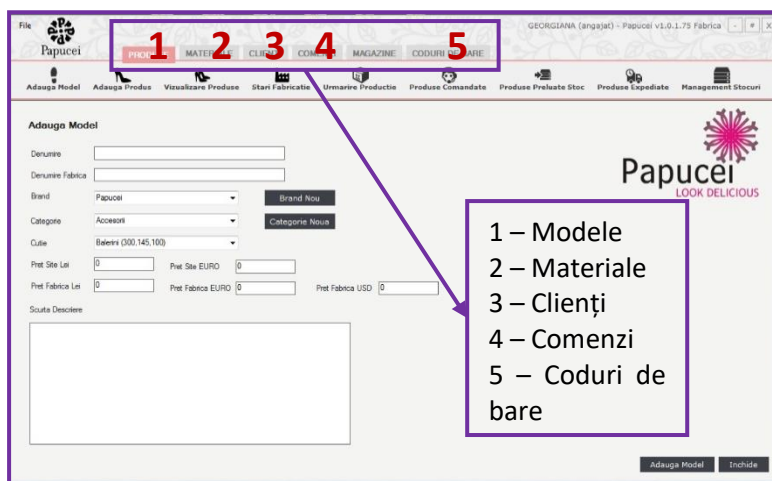 File
GEORGIANA (angajat) - Papucei v1.0.1.75 Fabrica - + X
Papucei
1 2 3 4 5
MAGAZINE
Adauga Model Adauga Produs Vizualizare Produse Stari Fabricatie Urmarire Productie Produse Comandate Produse Preluate Stoc Produse Expediate Management Stocuri
Adauga Model
Denumire
Denumire Fabrica
Brand Papucei Brand Nou
Categorie Accesorii Categorie Noua
Cutie Balerini (300,145,100)
Pret Site Lei 0 Pret Site EURO 0
Pret Fabrica Lei 0 Pret Fabrica EURO 0 Pret Fabrica USD 0
Scurta Descriere
Papucei
LOOK DELICIOUS
1 – Modele
2 – Materiale
3 – Clienți
4 – Comenzi
5 – Coduri de
bare
Adauga Model Inchide